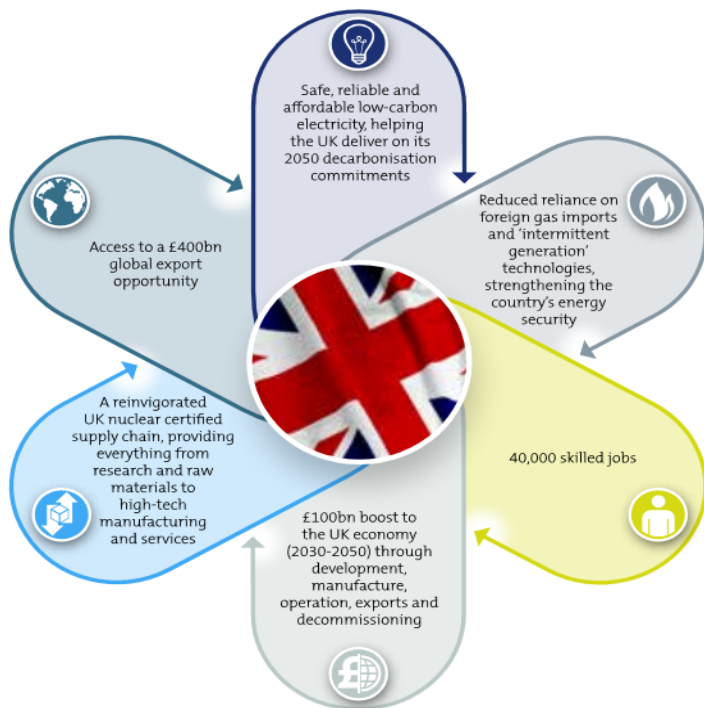 Safe, reliable and
affordable low-carbon
electricity, helping
the UK deliver on its
2050 decarbonisation
commitments
Reduced reliance on
foreign gas imports
and ‘intermittent
generation’
technologies,
strengthening the
country’s energy
security
40,000 skilled jobs
£100bn boost to
the UK economy
(2030-2050) through
development,
manufacture,
operation, exports and
decommissioning
£
A reinvigorated
UK nuclear certified
supply chain, providing
everything from
research and raw
materials to
high-tech
manufacturing
and services
Access to a £400bn
global export
opportunity